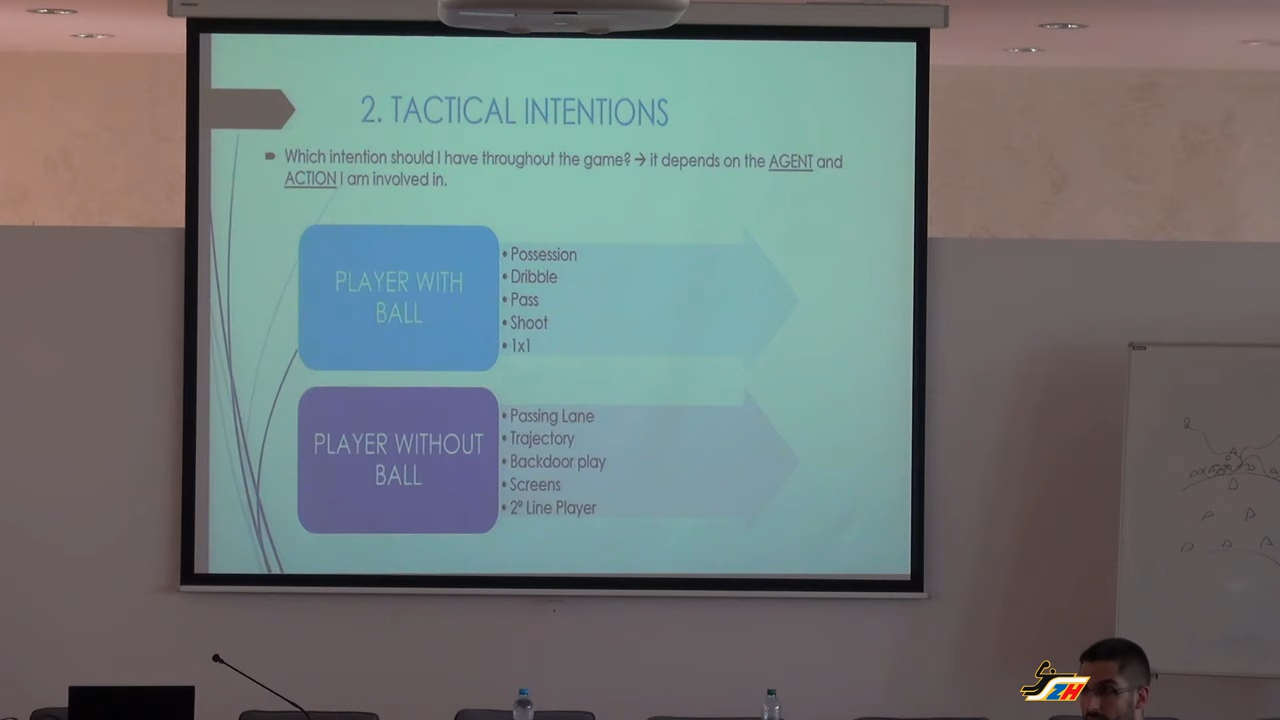 2. TACTICAL INTENTIONS
Which intention should I have throughout the game? → it depends on the AGENT and
ACTION I am involved in.
PLAYER WITH
BALL
• Possession
• Dribble
• Pass
• Shoot
• 1x1
PLAYER WITHOUT
BALL
• Passing Lane
• Trajectory
• Backdoor play
• Screens
• 2º Line Player
ZH